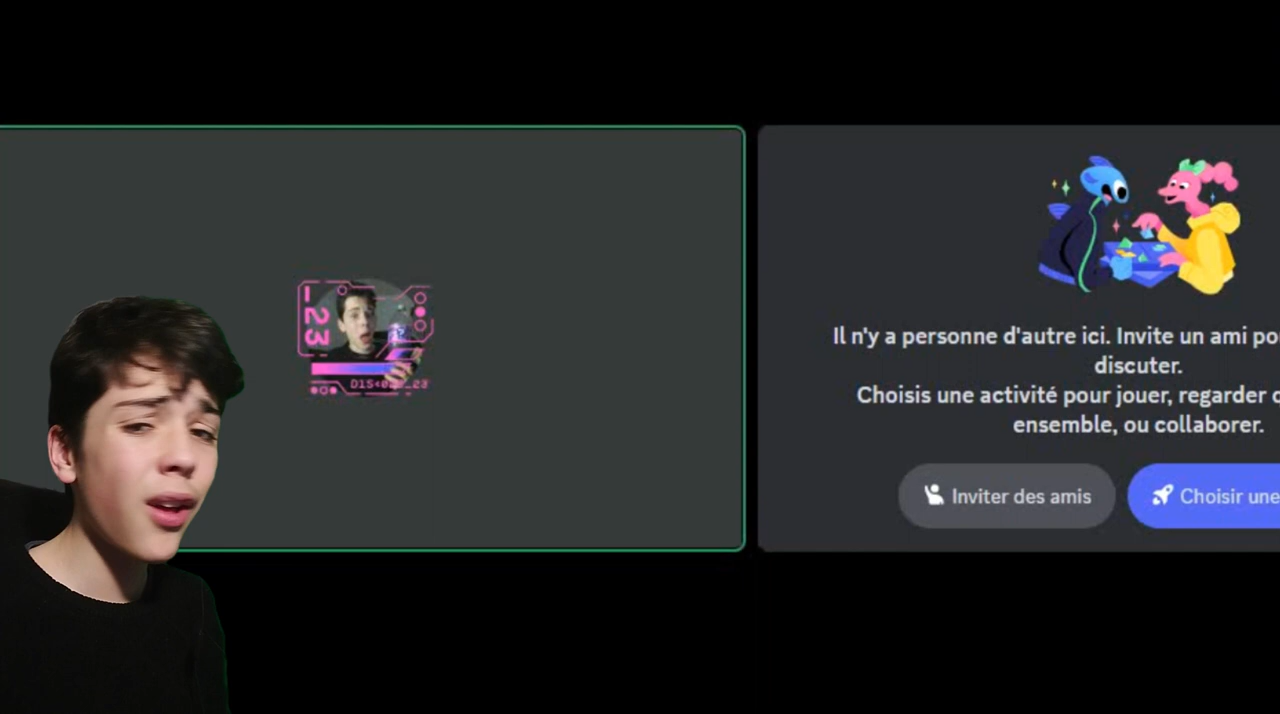 Il n'y a personne d'autre ici. Invite un ami po
discuter.
Choisis une activité pour jouer, regarder
ensemble, ou collaborer.
Inviter des amis
Choisir une